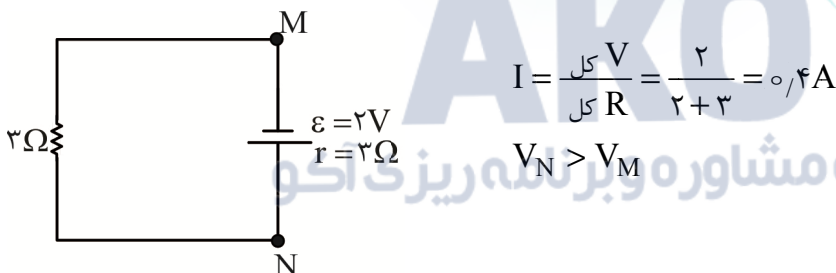 M
I = V کل / R کل = ۲ / ۲+۳ = ۰/۴A
۳Ω
ε = ۲V
r = ۳Ω
V_N > V_M
N
AKO
مشاوره و برنامه ریزی آکو